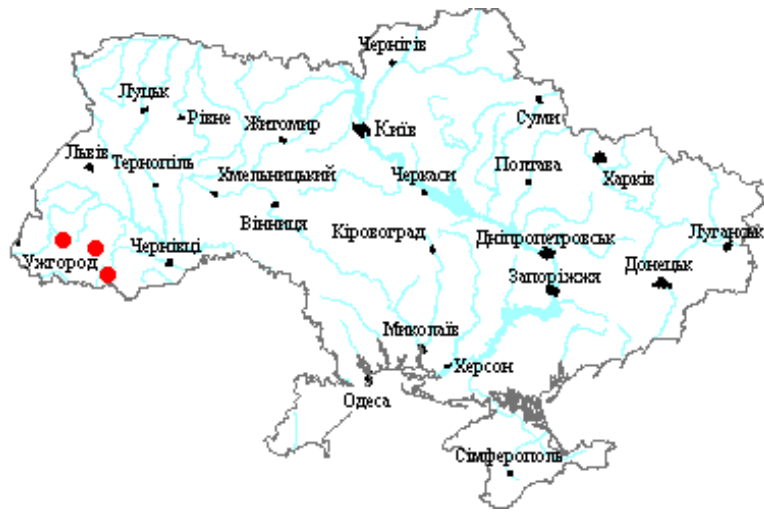 Чернігів
Луцьк
Рівне
Суми
Житомир
Київ
Львів
Тернопіль
Хмельницький
Полтава
Харків
Черкаси
Вінниця
Кіровоград
Дніпропетровськ
Луганськ
Чернівці
Ужгород
Донецьк
Запоріжжя
Миколаїв
Херсон
Одеса
Сімферополь